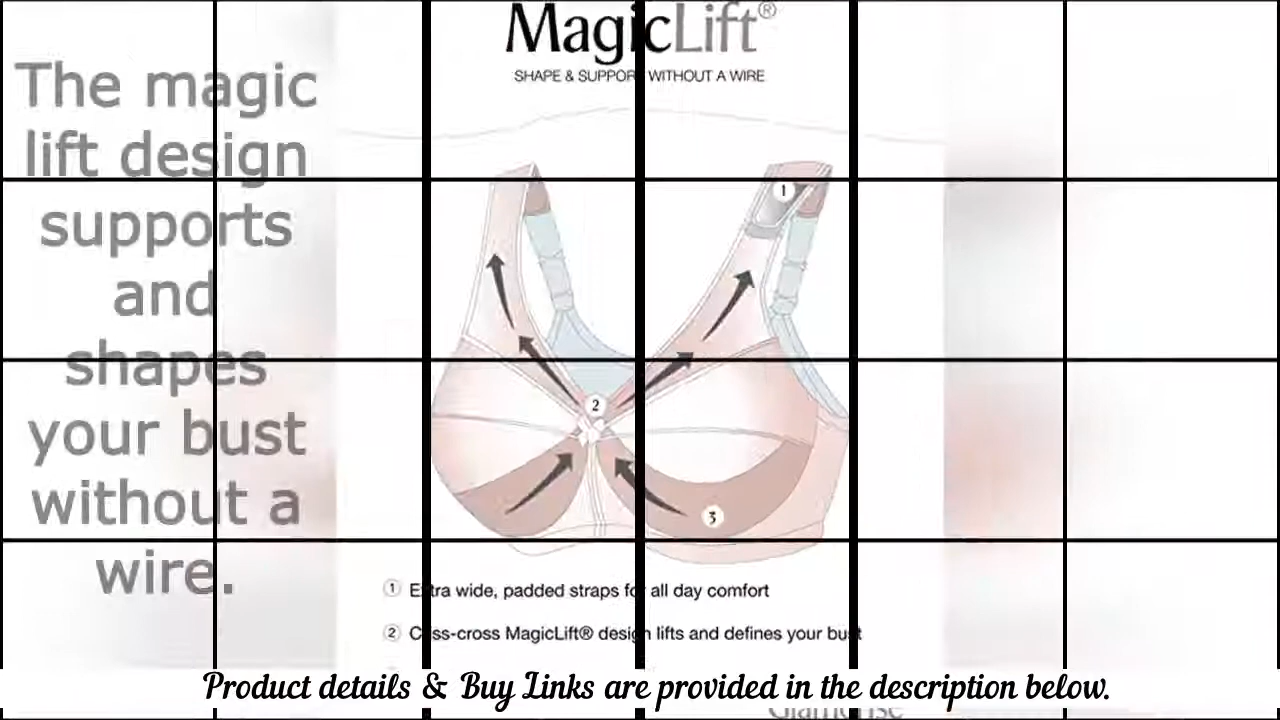 MagicLift®
SHAPE & SUPPORT WITHOUT A WIRE
The magic
lift design
supports
and
shapes
your bust
without a
wire.
1
2
3
1 Extra wide, padded straps for all day comfort
2 Criss-cross MagicLift® design lifts and defines your bust
Product details & Buy Links are provided in the description below.
Glamorise